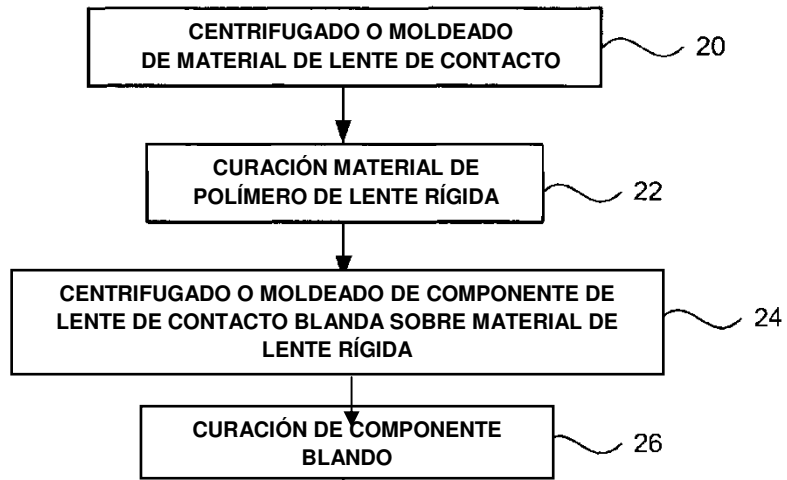 CENTRIFUGADO O MOLDEADO
DE MATERIAL DE LENTE DE CONTACTO
20
CURACIÓN MATERIAL DE
POLÍMERO DE LENTE RÍGIDA
22
CENTRIFUGADO O MOLDEADO DE COMPONENTE DE
LENTE DE CONTACTO BLANDA SOBRE MATERIAL DE
LENTE RÍGIDA
24
CURACIÓN DE COMPONENTE
BLANDO
26